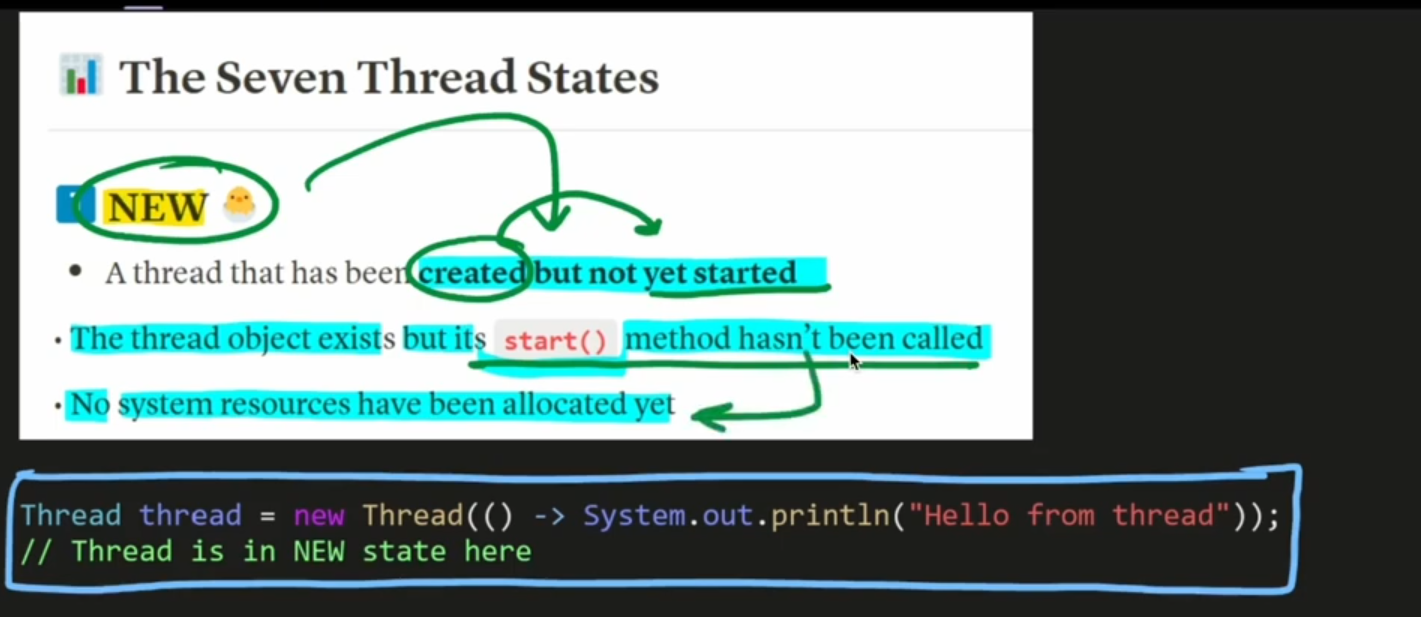 📊 The Seven Thread States
1️⃣ NEW 🐣
• A thread that has been created but not yet started
· The thread object exists but its start() method hasn't been called
· No system resources have been allocated yet
Thread thread = new Thread(() -> System.out.println("Hello from thread"));
// Thread is in NEW state here